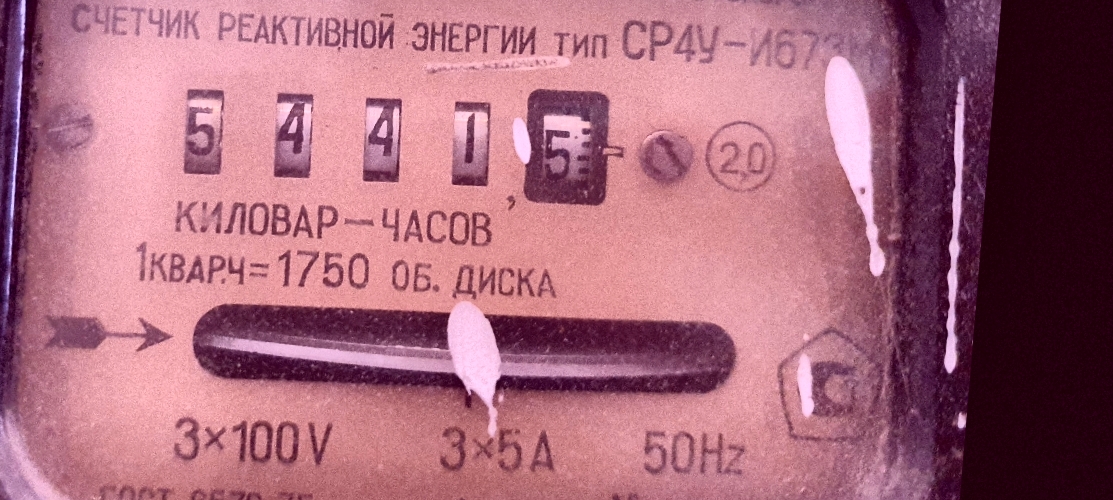 СЧЕТЧИК РЕАКТИВНОЙ ЭНЕРГИИ ТИП СР4У-И673
5 4 4 1 , 5 2,0
КИЛОВАР-ЧАСОВ
1КВАР.Ч=1750 ОБ. ДИСКА
3×100V 3×5A 50Hz
ГОСТ